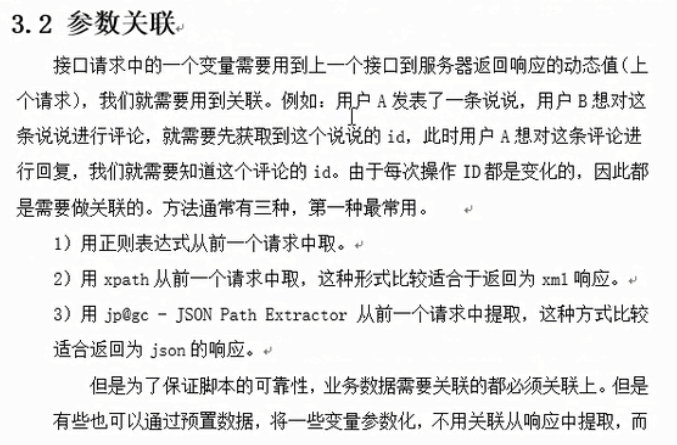 3.2 参数关联
接口请求中的一个变量需要用到上一个接口到服务器返回响应的动态值(上
个请求)，我们就需要用到关联。例如：用户 A 发表了一条说说，用户 B 想对这
条说说进行评论，就需要先获取到这个说说的 id，此时用户 A 想对这条评论进
行回复，我们就需要知道这个评论的 id。由于每次操作 ID 都是变化的，因此都
是需要做关联的。方法通常有三种，第一种最常用。
1）用正则表达式从前一个请求中取。
2）用 xpath 从前一个请求中取，这种形式比较适合于返回为 xml 响应。
3）用 jp@gc - JSON Path Extractor 从前一个请求中提取，这种方式比较
适合返回为 json 的响应。
但是为了保证脚本的可靠性，业务数据需要关联的都必须关联上。但是
有些也可以通过预置数据，将一些变量参数化，不用关联从响应中提取，而